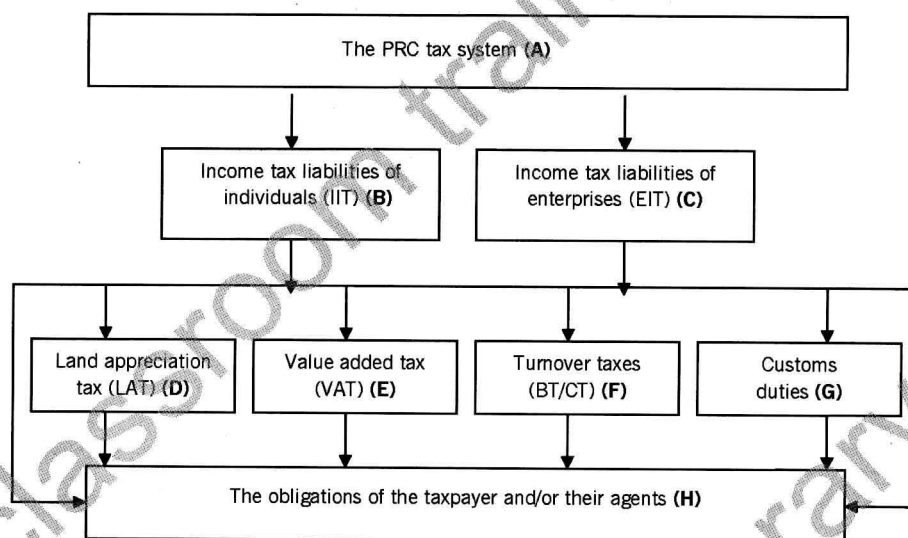 The PRC tax system (A)
Income tax liabilities of
individuals (IIT) (B)
Income tax liabilities of
enterprises (EIT) (C)
Land appreciation
tax (LAT) (D)
Value added tax
(VAT) (E)
Turnover taxes
(BT/CT) (F)
Customs
duties (G)
The obligations of the taxpayer and/or their agents (H)
classroom